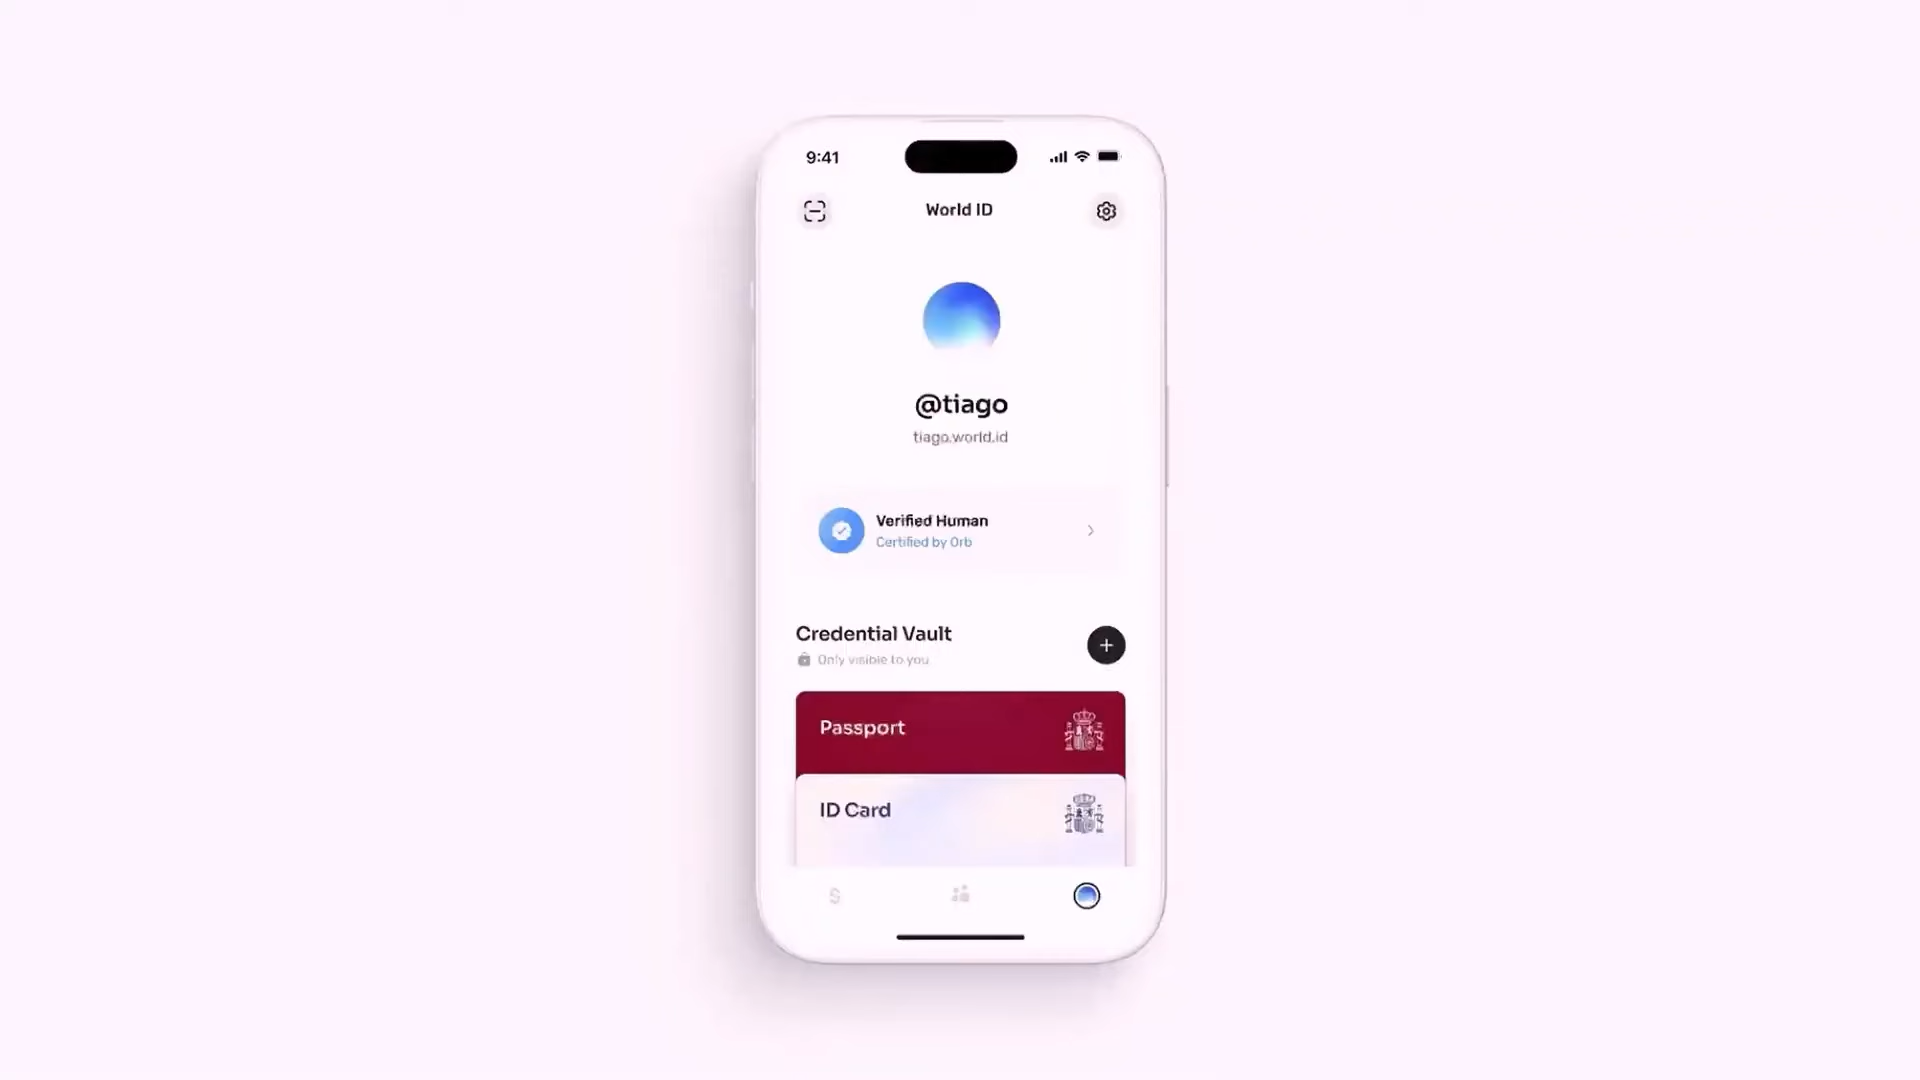 9:41
World ID
@tiago
tiago.world.id
Verified Human
Certified by Orb
Credential Vault
Only visible to you
Passport
ID Card
$